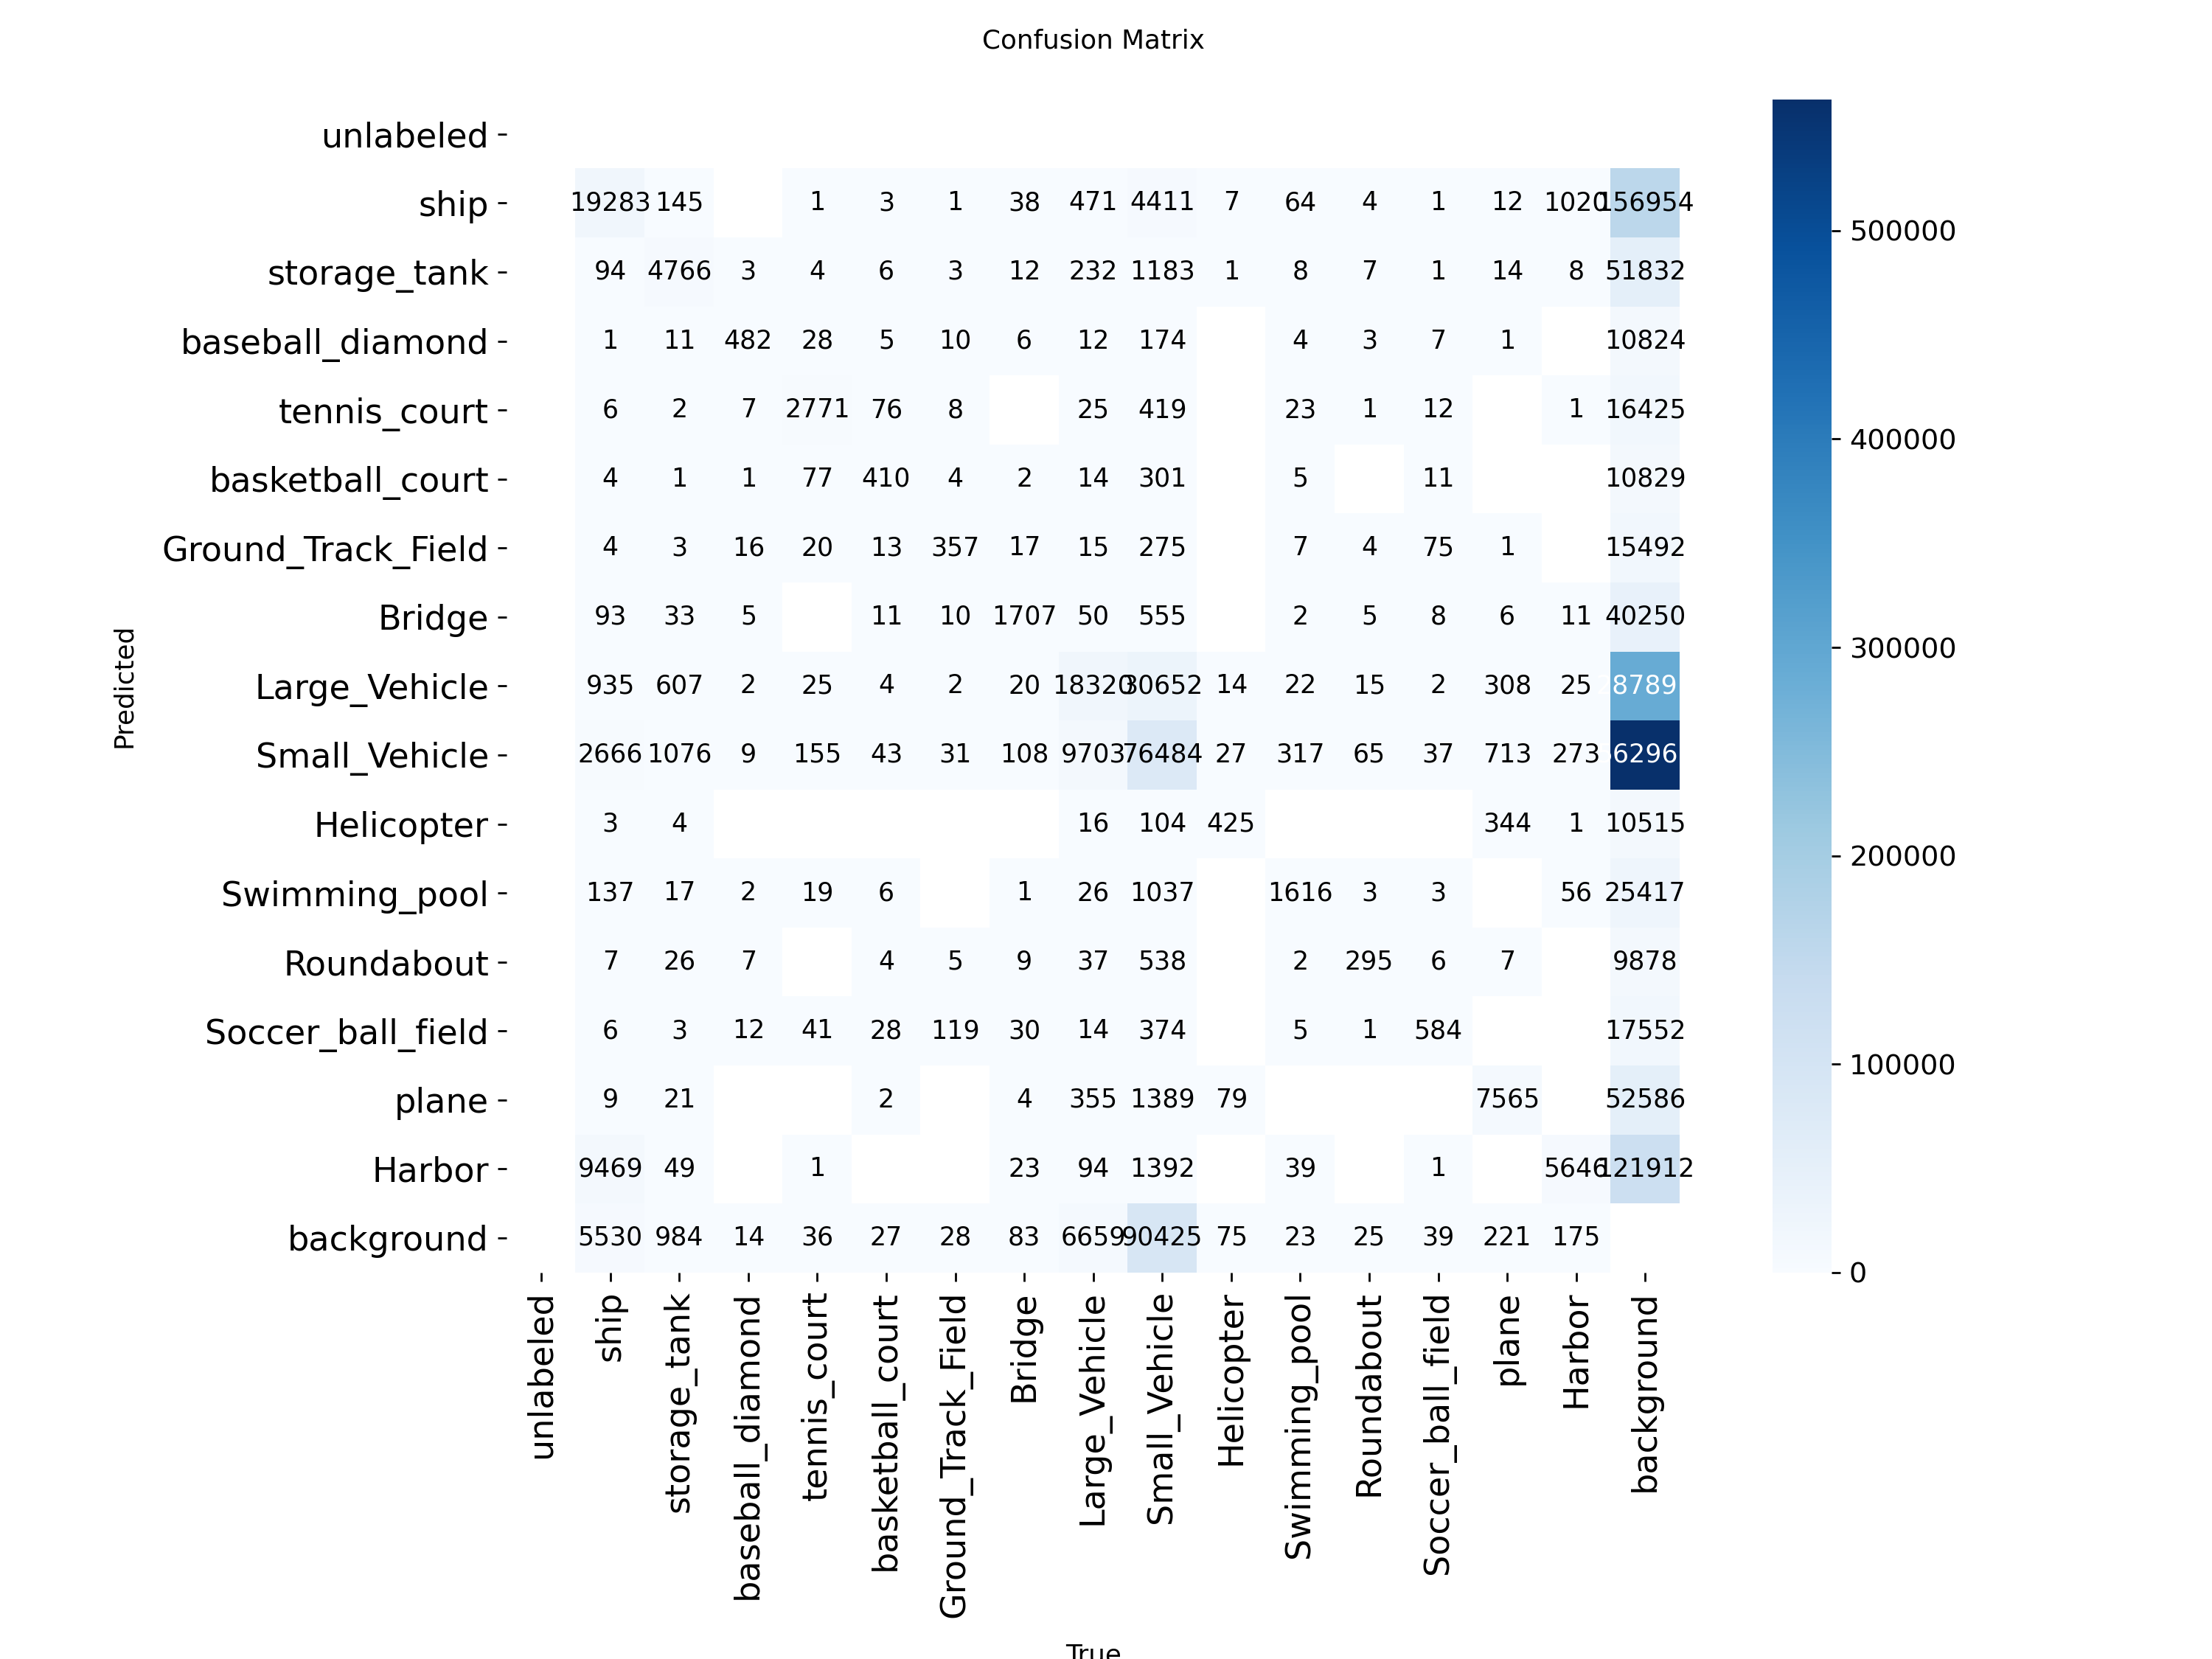 Confusion Matrix
unlabeled
ship 19283 145 1 3 1 38 471 4411 7 64 4 1 12 1020 156954
storage_tank 94 4766 3 4 6 3 12 232 1183 1 8 7 1 14 8 51832
baseball_diamond 1 11 482 28 5 10 6 12 174 4 3 7 1 10824
tennis_court 6 2 7 2771 76 8 25 419 23 1 12 1 16425
basketball_court 4 1 1 77 410 4 2 14 301 5 11 10829
Ground_Track_Field 4 3 16 20 13 357 17 15 275 7 4 75 1 15492
Bridge 93 33 5 11 10 1707 50 555 2 5 8 6 11 40250
Large_Vehicle 935 607 2 25 4 2 20 18320 30652 14 22 15 2 308 25
Small_Vehicle 2666 1076 9 155 43 31 108 9703 76484 27 317 65 37 713 273
Helicopter 3 4 16 104 425 344 1 10515
Swimming_pool 137 17 2 19 6 1 26 1037 1616 3 3 56 25417
Roundabout 7 26 7 4 5 9 37 538 2 295 6 7 9878
Soccer_ball_field 6 3 12 41 28 119 30 14 374 5 1 584 17552
plane 9 21 2 4 355 1389 79 7565 52586
Harbor 9469 49 1 23 94 1392 39 1 5646 121912
background 5530 984 14 36 27 28 83 6659 90425 75 23 25 39 221 175
Predicted
unlabeled
ship
storage_tank
baseball_diamond
tennis_court
basketball_court
Ground_Track_Field
Bridge
Large_Vehicle
Small_Vehicle
Helicopter
Swimming_pool
Roundabout
Soccer_ball_field
plane
Harbor
background
True
500000
400000
300000
200000
100000
0